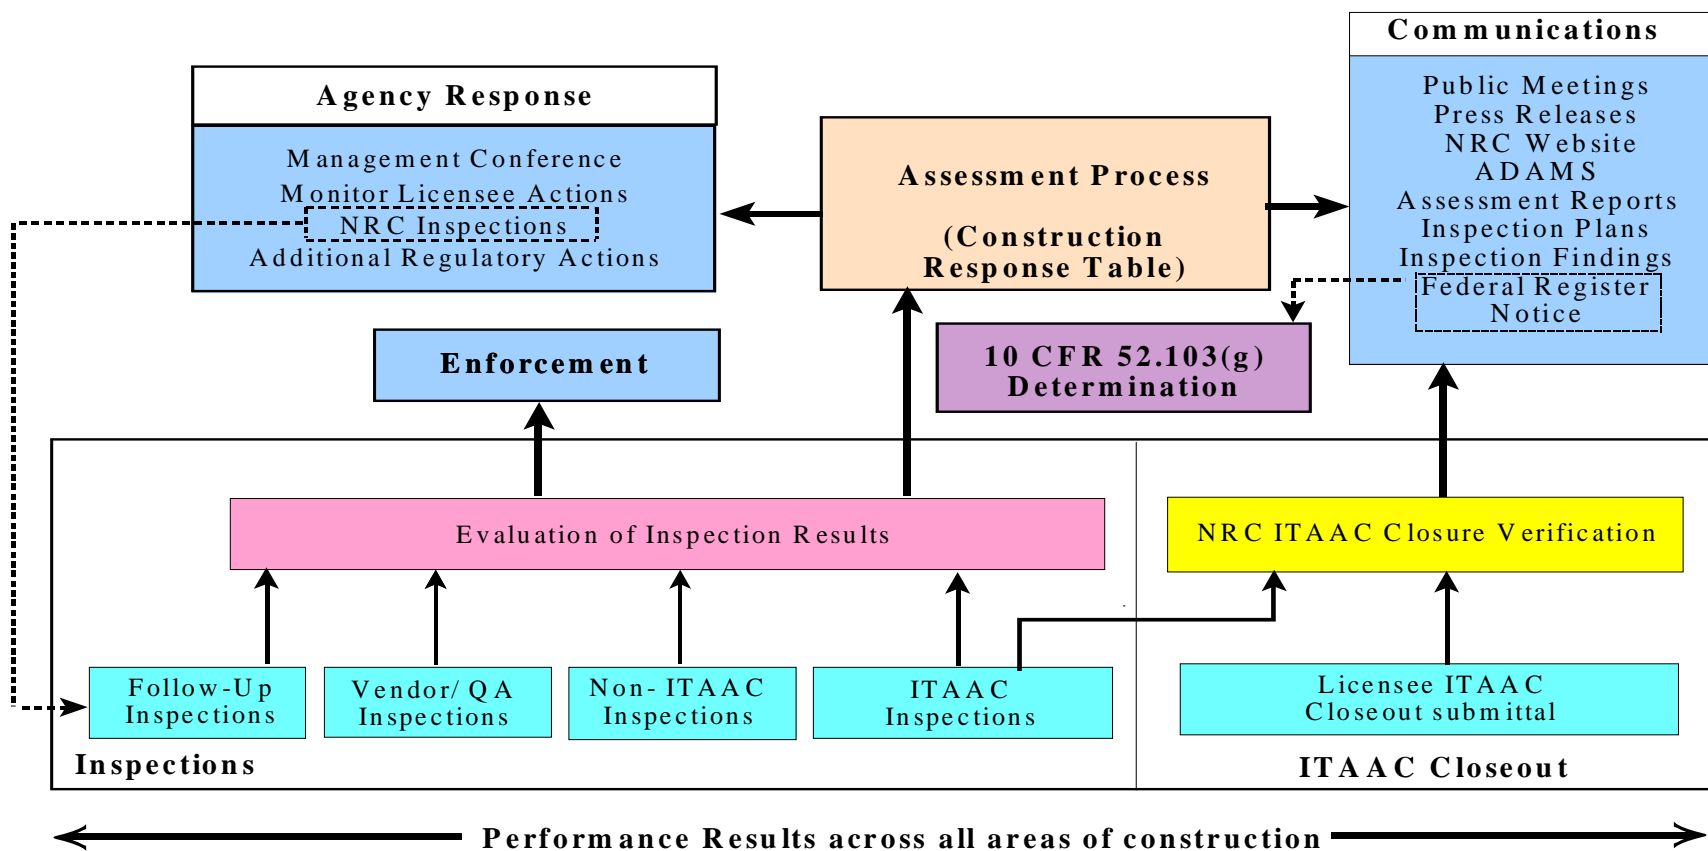 Communications
Public Meetings
Press Releases
NRC Website
ADAMS
Assessment Reports
Inspection Plans
Inspection Findings
Federal Register
Notice
Agency Response
Management Conference
Monitor Licensee Actions
NRC Inspections
Additional Regulatory Actions
Assessment Process
(Construction
Response Table)
Enforcement
10 CFR 52.103(g)
Determination
Evaluation of Inspection Results
NRC ITAAC Closure Verification
Follow-Up
Inspections
Vendor/ QA
Inspections
Non- ITAAC
Inspections
ITAAC
Inspections
Licensee ITAAC
Closeout submittal
Inspections
ITAAC Closeout
Performance Results across all areas of construction